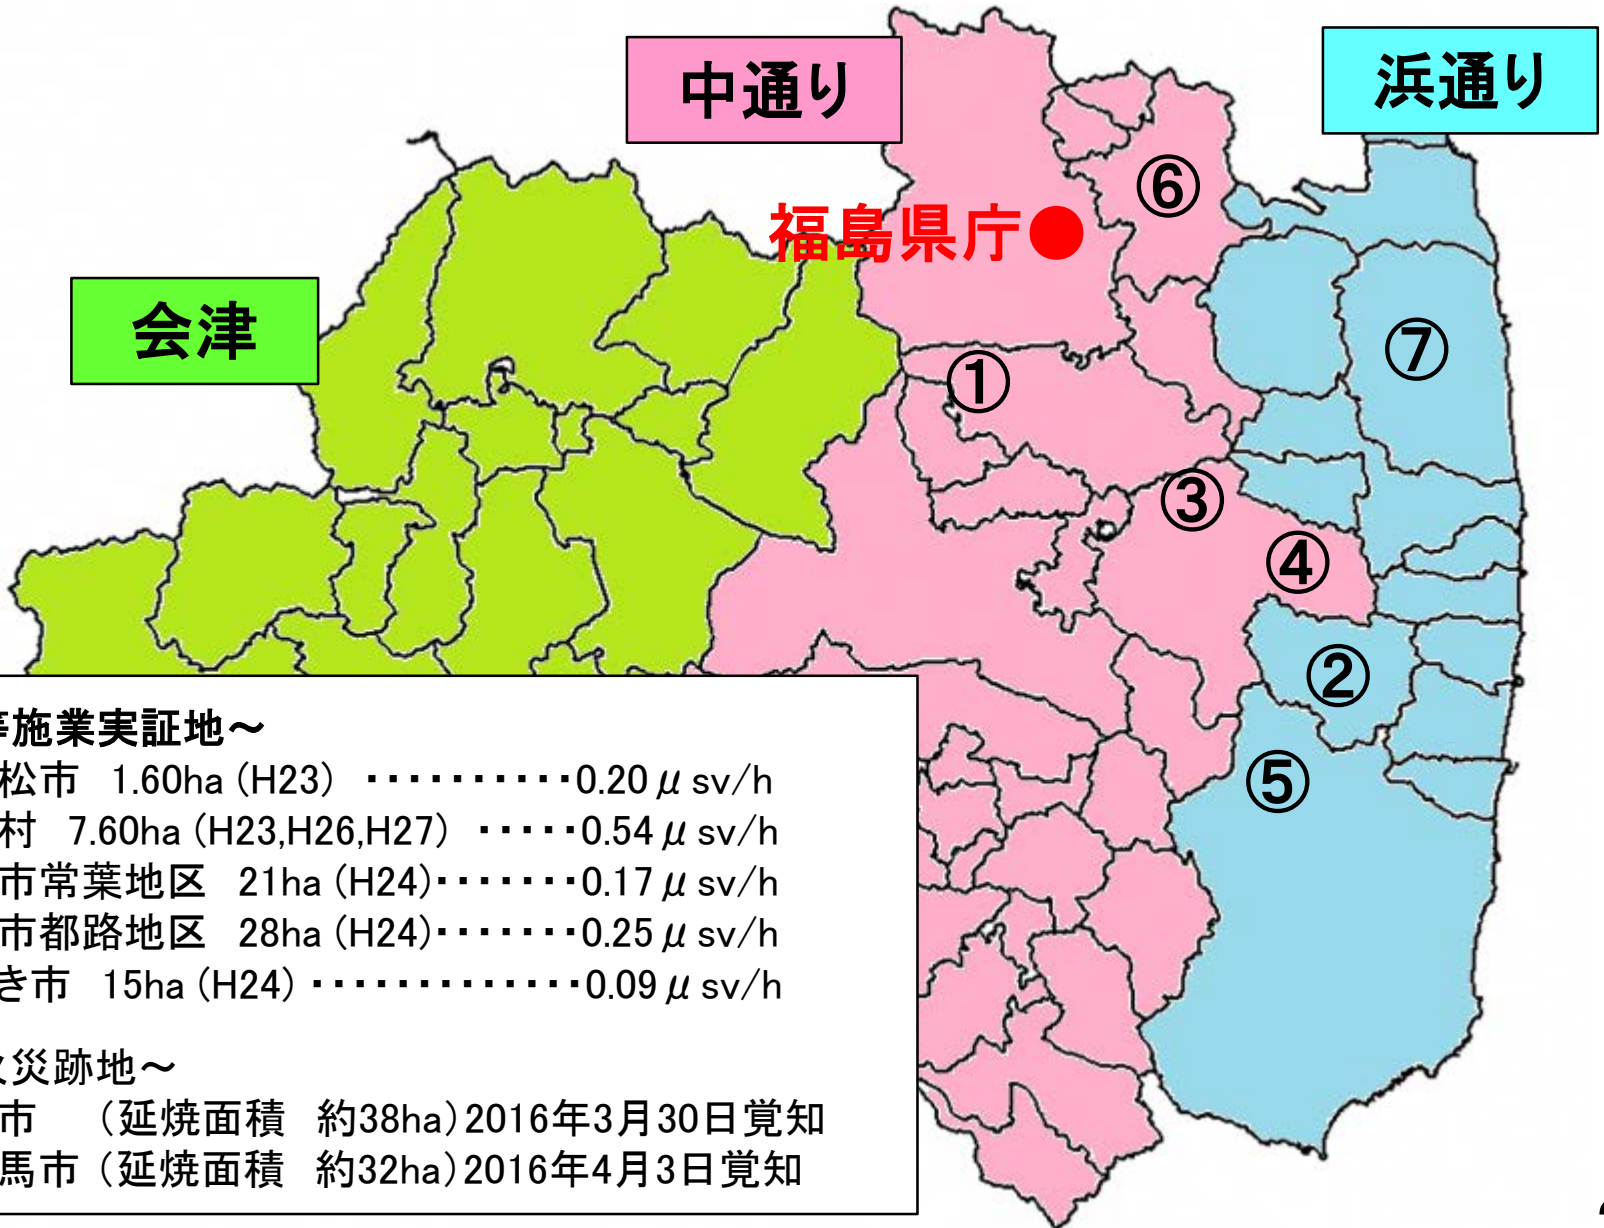 中通り
浜通り
⑥
福島県庁●
会津
⑦
①
③
④
②
⑤
等施業実証地～
松市 1.60ha（H23） ・・・・・・・・・・0.20μsv/h
村 7.60ha（H23,H26,H27） ・・・・・0.54μsv/h
市常葉地区 21ha（H24）・・・・・・・0.17μsv/h
市都路地区 28ha（H24）・・・・・・・0.25μsv/h
き市 15ha（H24）・・・・・・・・・・・・・0.09μsv/h
火災跡地～
市 （延焼面積 約38ha）2016年3月30日覚知
馬市（延焼面積 約32ha）2016年4月3日覚知